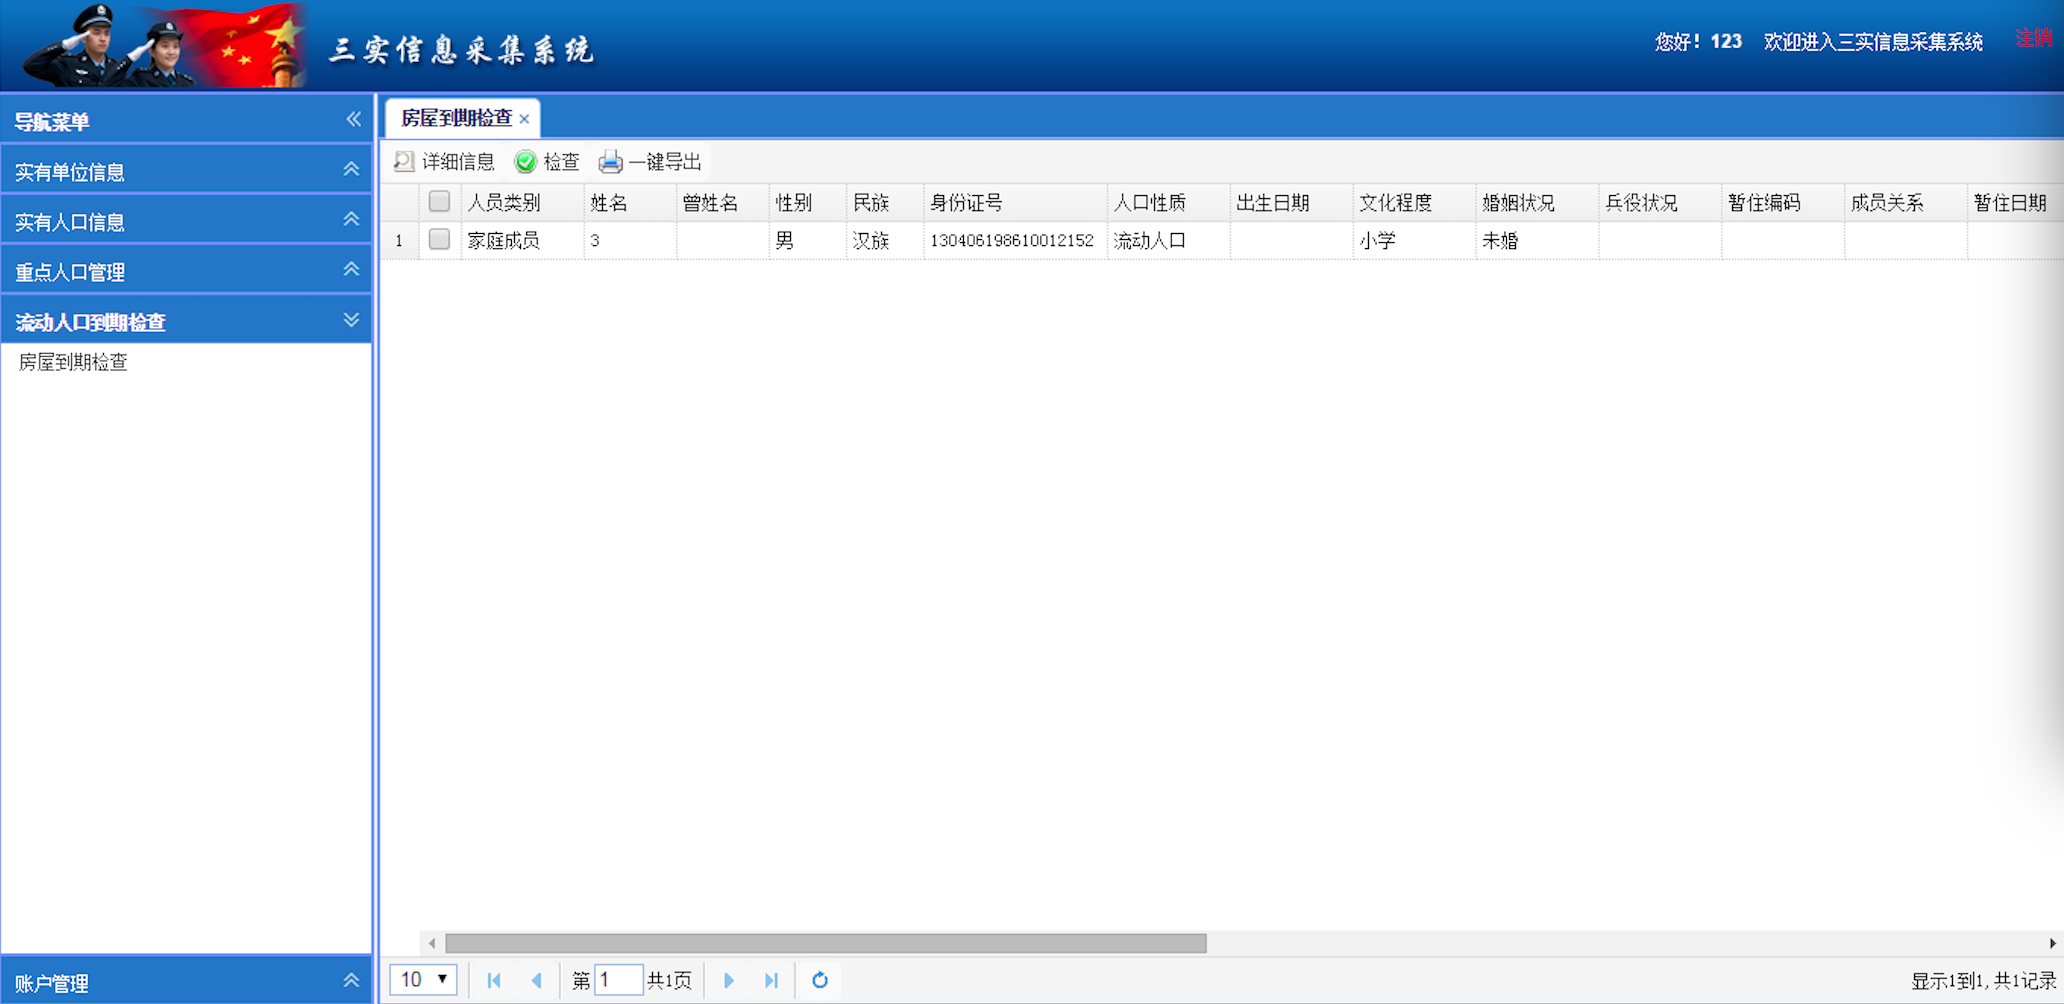 三实信息采集系统
您好！123 欢迎进入三实信息采集系统 注销
导航菜单
实有单位信息
实有人口信息
重点人口管理
流动人口到期检查
房屋到期检查
账户管理
房屋到期检查 ×
详细信息 检查 一键导出
人员类别 姓名 曾姓名 性别 民族 身份证号 人口性质 出生日期 文化程度 婚姻状况 兵役状况 暂住编码 成员关系 暂住日期
1 家庭成员 3 男 汉族 130406198610012152 流动人口 小学 未婚
10 第 1 共1页
显示1到1,共1记录